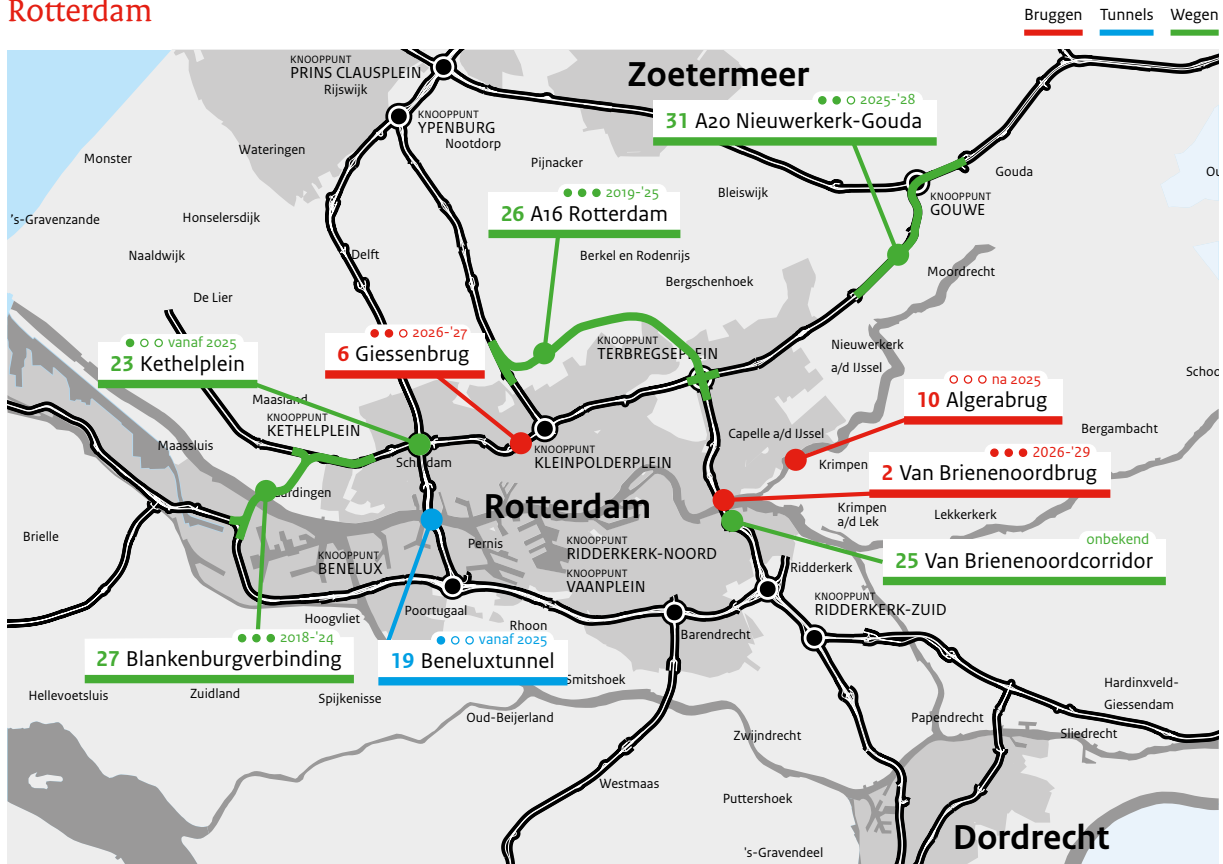 Rotterdam
Bruggen Tunnels Wegen
KNOOPPUNT
PRINS CLAUSPLEIN
Rijswijk
Zoetermeer
2025-'28
31 A20 Nieuwerkerk-Gouda
KNOOPPUNT
YPENBURG
Nootdorp
Monster
Wateringen
Pijnacker
Bleiswijk
Gouda
Ou
KNOOPPUNT
GOUWE
2019-'25
26 A16 Rotterdam
's-Gravenzande
Honselersdijk
Naaldwijk
Delft
Berkel en Rodenrijs
Bergschenhoek
Moordrecht
De Lier
vanaf 2025
23 Kethelplein
2026-'27
6 Giessenbrug
KNOOPPUNT
TERBREGSEPLEIN
Nieuwerkerk
a/d IJssel
Schoo
na 2025
10 Algerabrug
Maasland
KNOOPPUNT
KETHELPLEIN
Maassluis
Schiedam
KNOOPPUNT
KLEINPOLDERPLEIN
Capelle a/d IJssel
Krimpen
Bergambacht
2026-'29
2 Van Brienenoordbrug
Rotterdam
Krimpen
a/d Lek
Lekkerkerk
Brielle
Pernis
KNOOPPUNT
BENELUX
KNOOPPUNT
RIDDERKERK-NOORD
KNOOPPUNT
VAANPLEIN
onbekend
25 Van Brienenoordcorridor
Ridderkerk
KNOOPPUNT
RIDDERKERK-ZUID
Hoogvliet
Poortugaal
Rhoon
Barendrecht
2018-'24
27 Blankenburgverbinding
vanaf 2025
19 Beneluxtunnel
Smitshoek
Hellevoetsluis
Zuidland
Spijkenisse
Oud-Beijerland
Hardinxveld-
Giessendam
Papendrecht
Sliedrecht
Zwijndrecht
Westmaas
Puttershoek
Dordrecht
's-Gravendeel